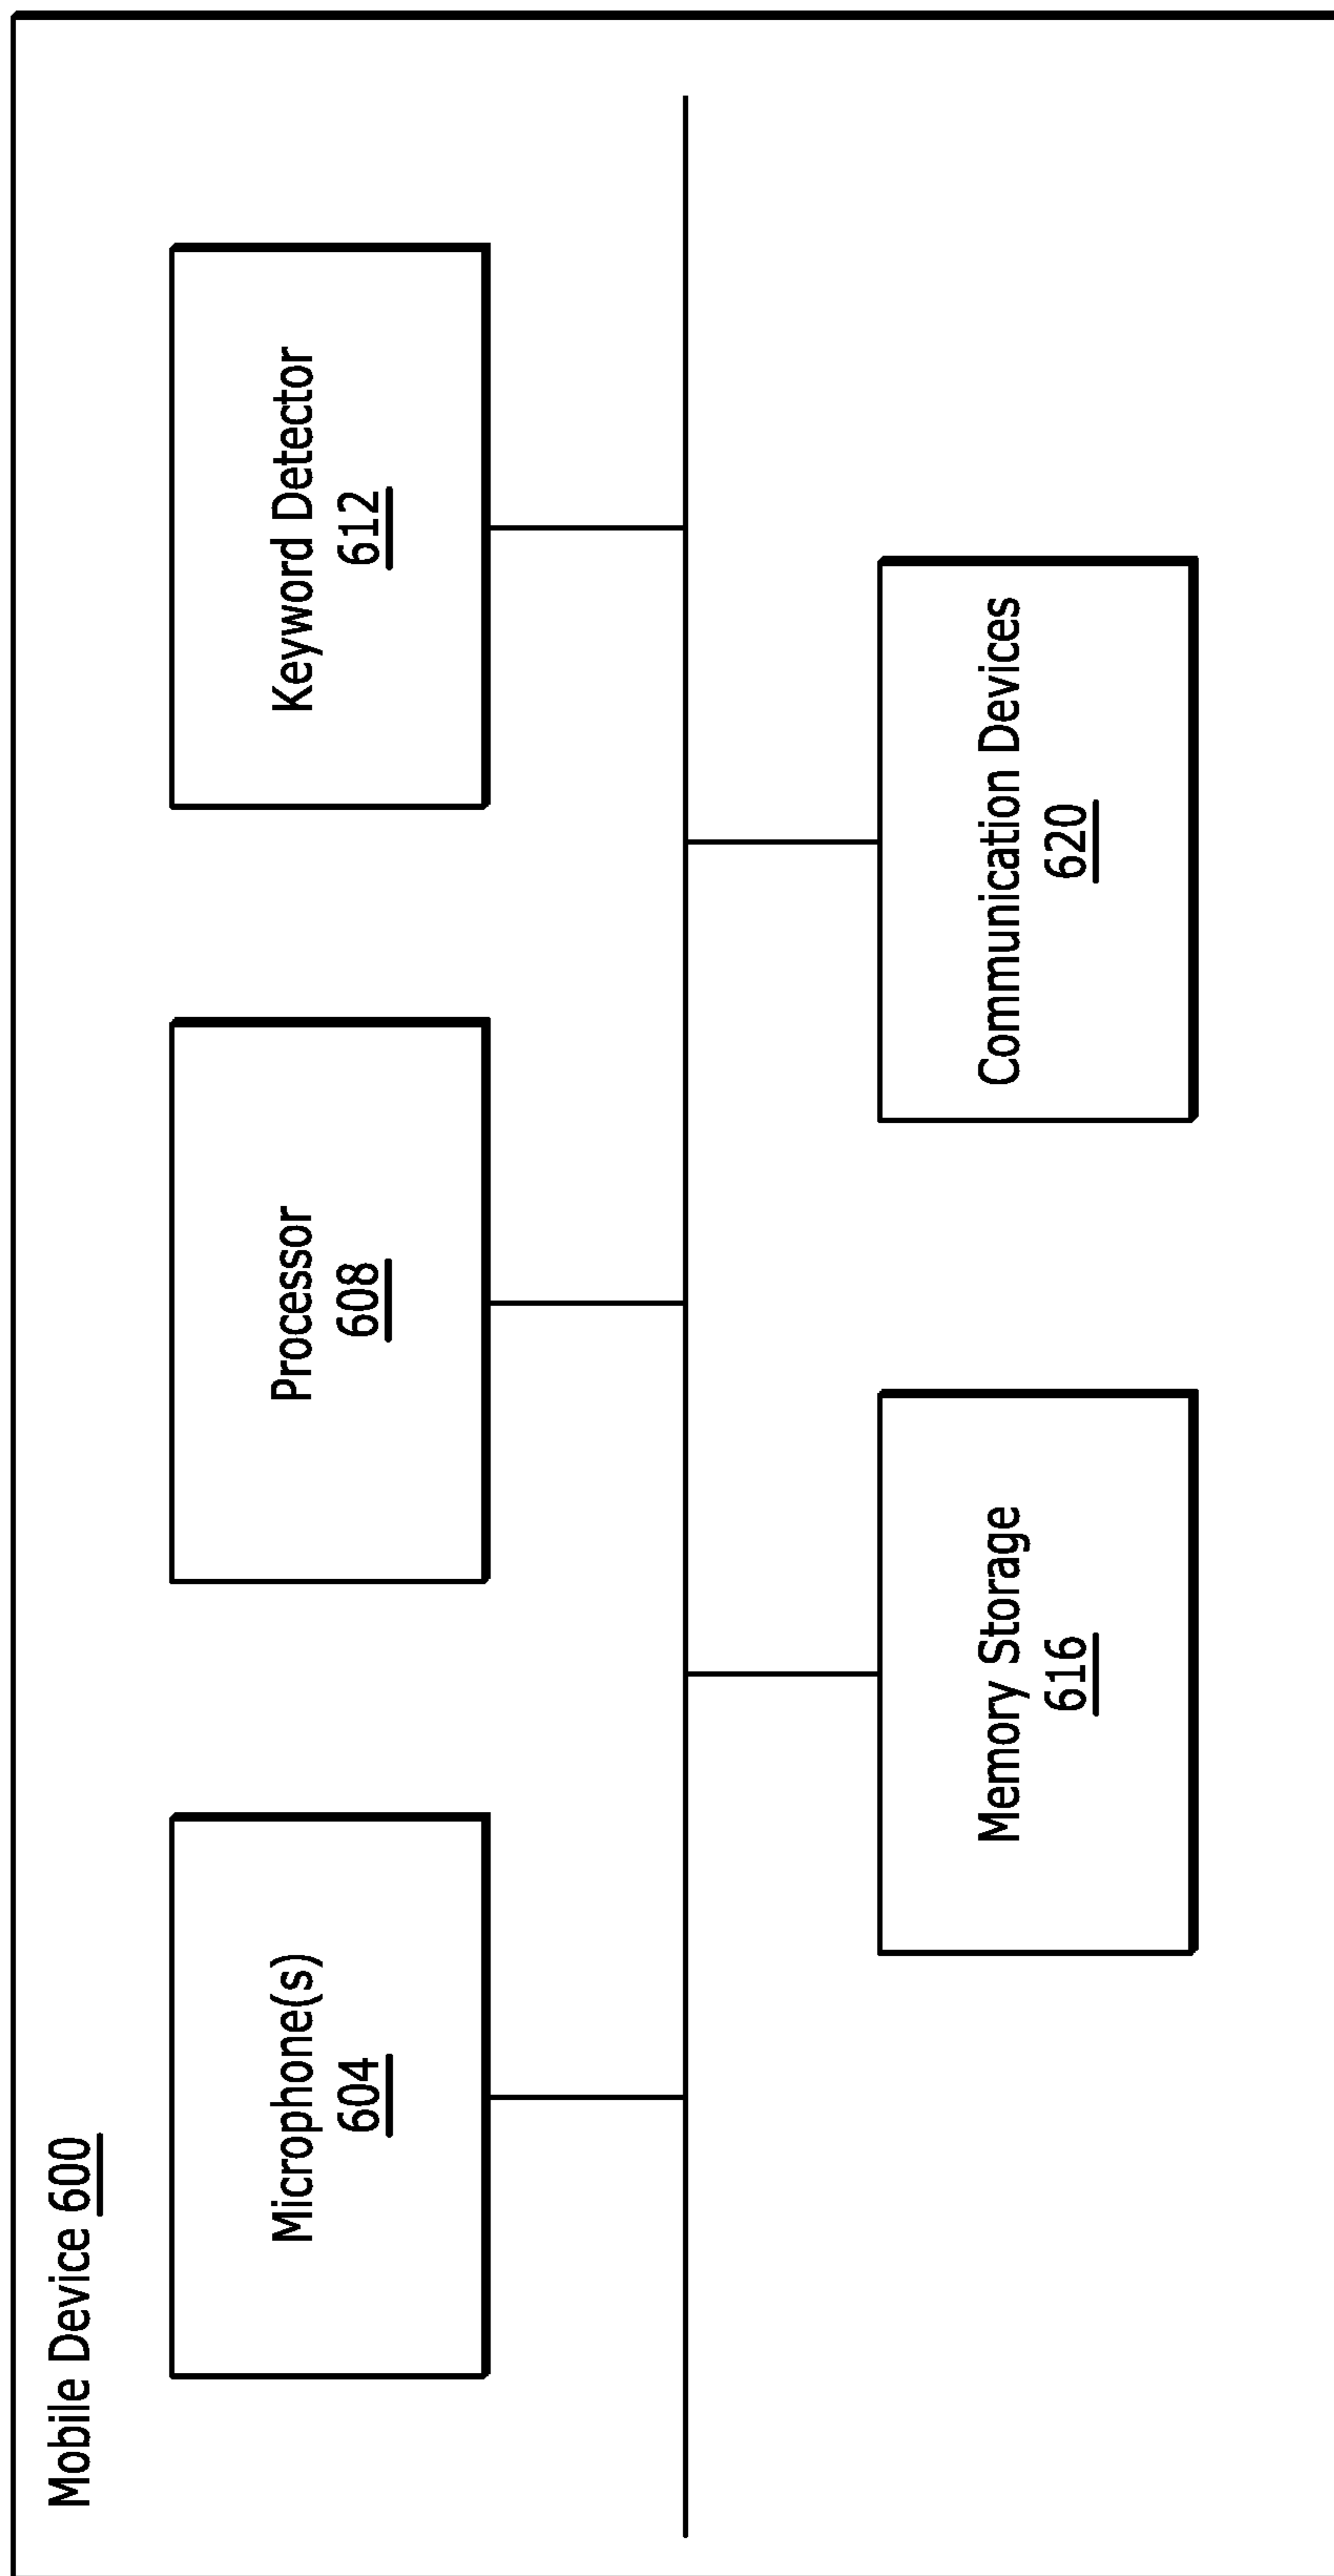 Mobile Device 600
Microphone(s)
604
Processor
608
Keyword Detector
612
Memory Storage
616
Communication Devices
620